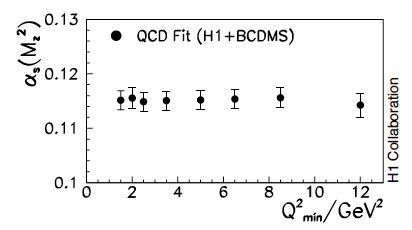 0.13
QCD Fit (H1+BCDMS)
αₛ(M_z²)
0.12
0.11
0.1
0 2 4 6 8 10 12
Q²min/GeV²
H1 Collaboration